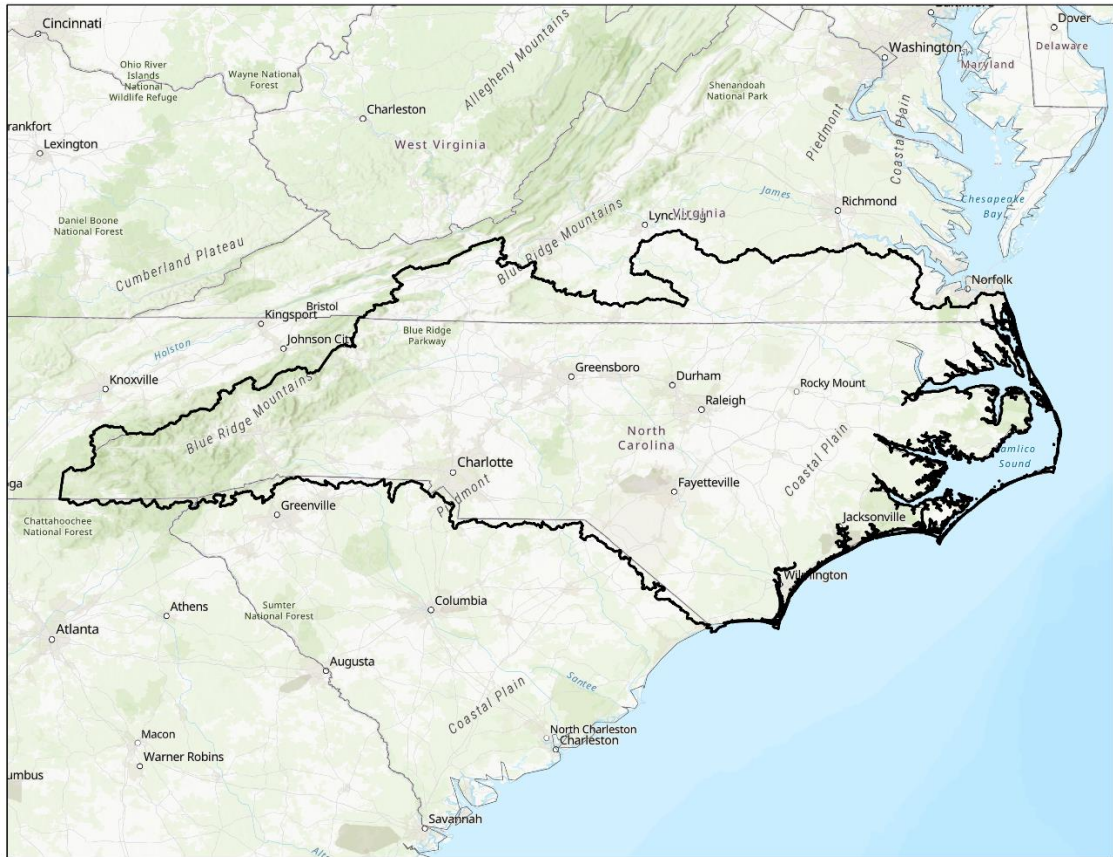 Cincinnati
Dover
Washington
Delaware
Maryland
Ohio River
Islands
National
Wildlife Refuge
Wayne National
Forest
Allegheny Mountains
Shenandoah
National Park
Charleston
rankfort
Lexington
West Virginia
Piedmont
Coastal Plain
James
Richmond
Chesapeake
Bay
Daniel Boone
National Forest
Virginia
Cumberland Plateau
Blue Ridge Mountains
Norfolk
Bristol
Kingsport
Blue Ridge
Parkway
Johnson City
Holston
Greensboro
Durham
Rocky Mount
Knoxville
Raleigh
Blue Ridge Mountains
North
Carolina
Coastal Plain
Charlotte
amlico
Sound
oga
Piedmont
Fayetteville
Greenville
Jacksonville
Chattahoochee
National Forest
Wilmington
Athens
Sumter
National Forest
Columbia
Atlanta
Augusta
Santee
Coastal Plain
North Charleston
Charleston
Macon
Warner Robins
umbus
Savannah